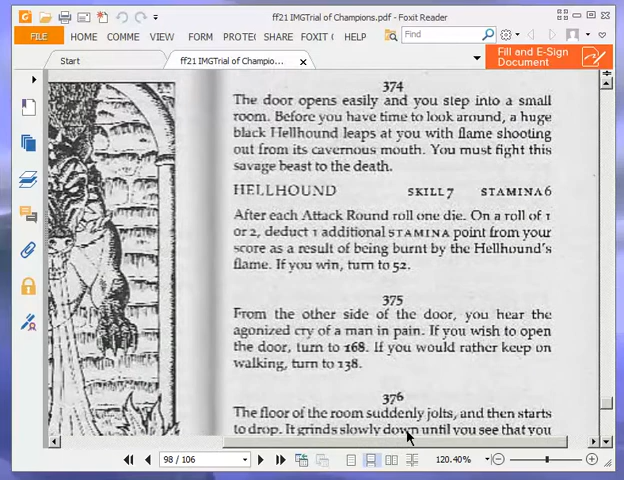 ff21 IMGTrial of Champions.pdf - Foxit Reader
FILE HOME COMME VIEW FORM PROTEC SHARE FOXIT C HELP Find
Start ff21 IMGTrial of Champio...
Fill and E-Sign
Document
374
The door opens easily and you step into a small
room. Before you have time to look around, a huge
black Hellhound leaps at you with flame shooting
out from its cavernous mouth. You must fight this
savage beast to the death.
HELLHOUND SKILL 7 STAMINA 6
After each Attack Round roll one die. On a roll of 1
or 2, deduct 1 additional STAMINA point from your
score as a result of being burnt by the Hellhound's
flame. If you win, turn to 52.
375
From the other side of the door, you hear the
agonized cry of a man in pain. If you wish to open
the door, turn to 168. If you would rather keep on
walking, turn to 138.
376
The floor of the room suddenly jolts, and then starts
to drop. It grinds slowly down until you see that you
98 / 106 120.40%